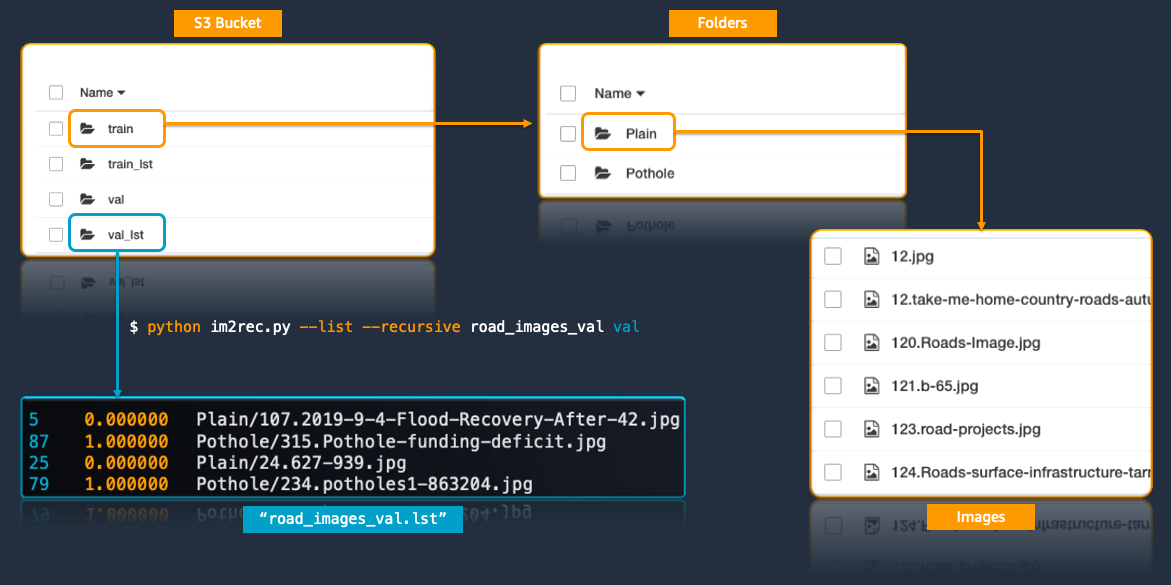 S3 Bucket
Name
train
train_lst
val
val_lst
val_lst
Folders
Name
Plain
Pothole
Pothole
$ python im2rec.py --list --recursive road_images_val val
5 0.000000 Plain/107.2019-9-4-Flood-Recovery-After-42.jpg
87 1.000000 Pothole/315.Pothole-funding-deficit.jpg
25 0.000000 Plain/24.627-939.jpg
79 1.000000 Pothole/234.potholes1-863204.jpg
“road_images_val.lst”
12.jpg
12.take-me-home-country-roads-autu
120.Roads-Image.jpg
121.b-65.jpg
123.road-projects.jpg
124.Roads-surface-infrastructure-tarn
Images